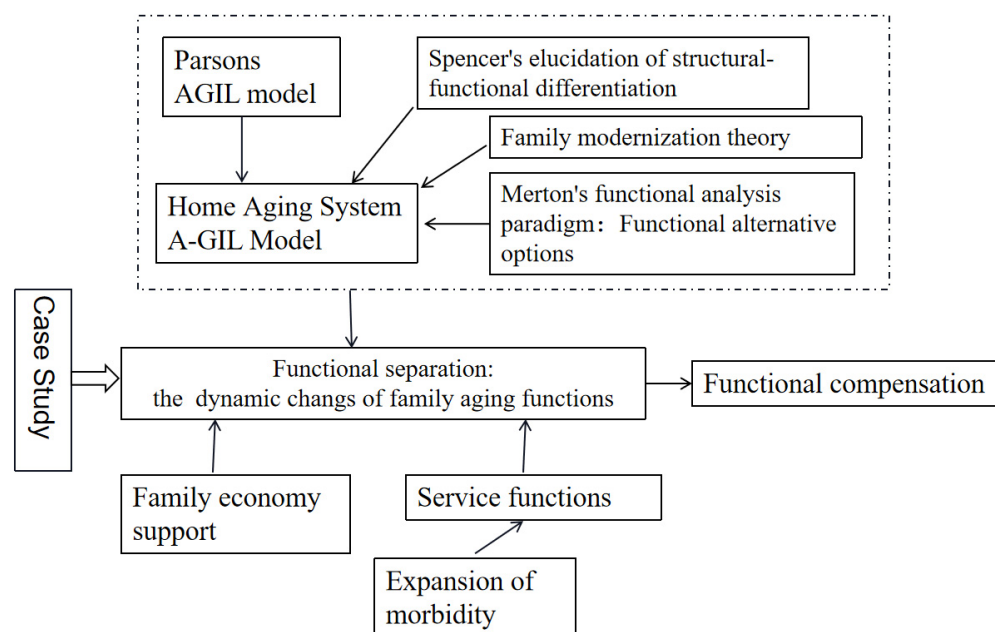 Parsons
AGIL model
Spencer's elucidation of structural-
functional differentiation
Family modernization theory
Home Aging System
A-GIL Model
Merton's functional analysis
paradigm：Functional alternative
options
Case Study
Functional separation:
the dynamic changs of family aging functions
Functional compensation
Family economy
support
Service functions
Expansion of
morbidity